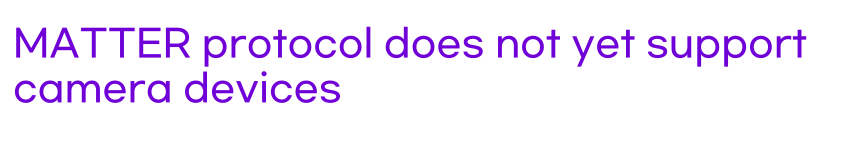 MATTER protocol does not yet support
camera devices